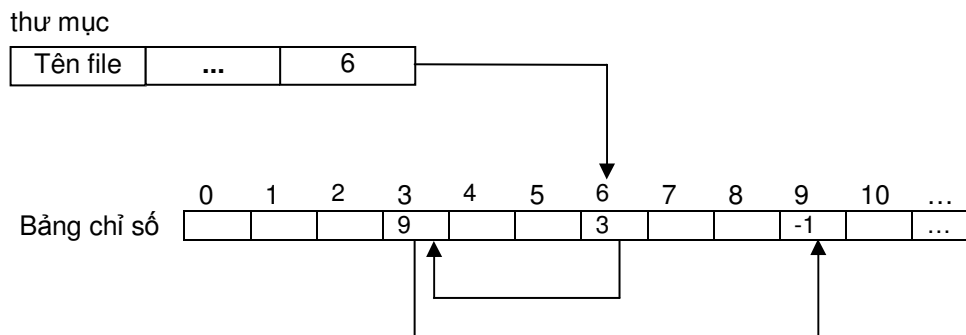 thư mục
Tên file ... 6
0 1 2 3 4 5 6 7 8 9 10 ...
Bảng chỉ số 9 3 -1 ...